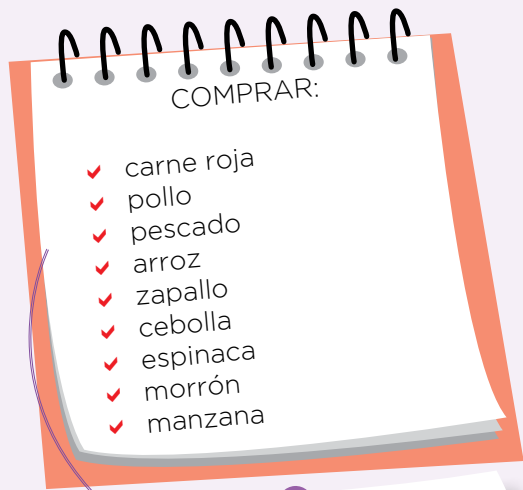 COMPRAR:
carne roja
pollo
pescado
arroz
zapallo
cebolla
espinaca
morrón
manzana